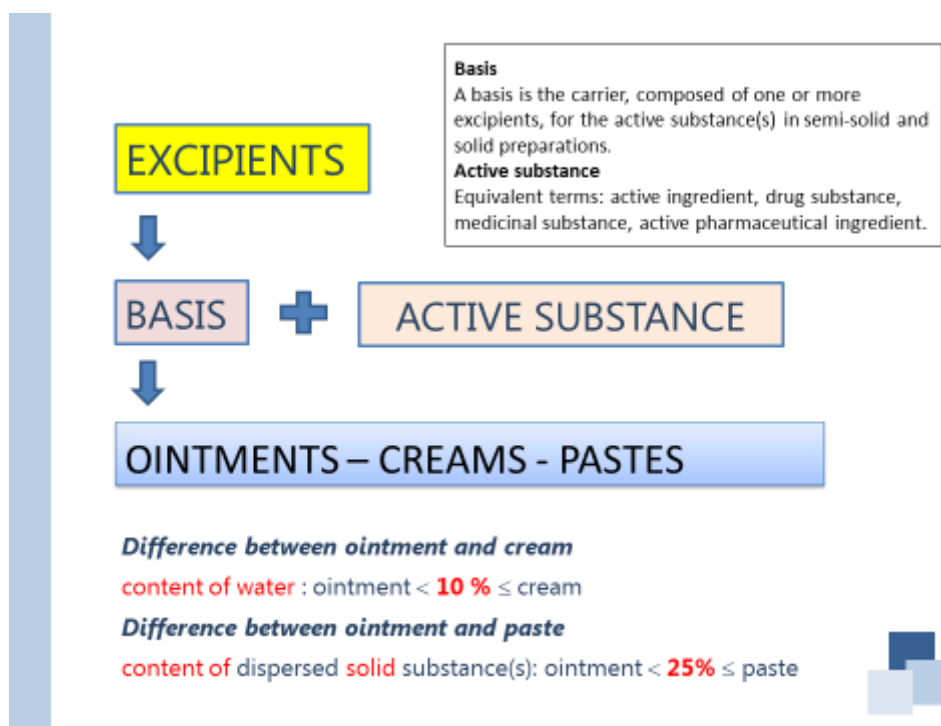 Basis
A basis is the carrier, composed of one or more
excipients, for the active substance(s) in semi-solid and
solid preparations.
Active substance
Equivalent terms: active ingredient, drug substance,
medicinal substance, active pharmaceutical ingredient.
EXCIPIENTS
BASIS
ACTIVE SUBSTANCE
OINTMENTS – CREAMS - PASTES
Difference between ointment and cream
content of water : ointment < 10 % ≤ cream
Difference between ointment and paste
content of dispersed solid substance(s): ointment < 25% ≤ paste